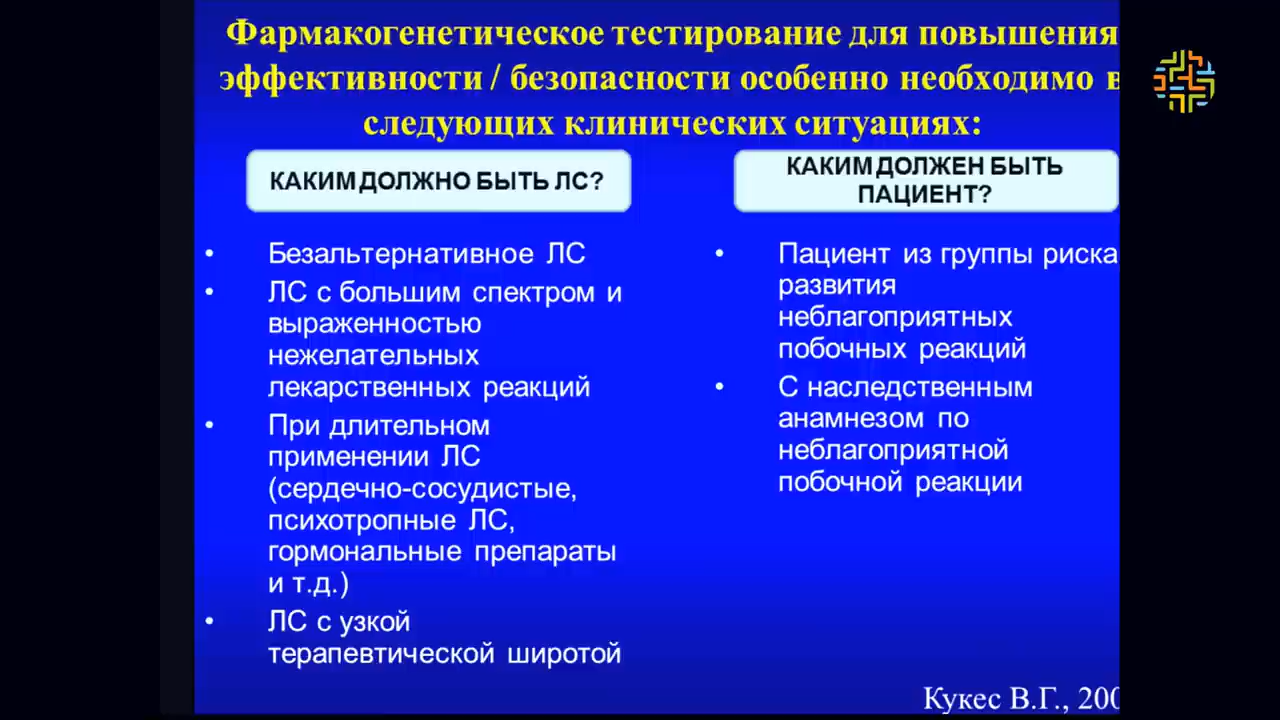 Фармакогенетическое тестирование для повышения
эффективности / безопасности особенно необходимо в
следующих клинических ситуациях:
КАКИМ ДОЛЖНО БЫТЬ ЛС?
• Безальтернативное ЛС
• ЛС с большим спектром и
выраженностью
нежелательных
лекарственных реакций
• При длительном
применении ЛС
(сердечно-сосудистые,
психотропные ЛС,
гормональные препараты
и т.д.)
• ЛС с узкой
терапевтической широтой
КАКИМ ДОЛЖЕН БЫТЬ
ПАЦИЕНТ?
• Пациент из группы риска
развития
неблагоприятных
побочных реакций
• С наследственным
анамнезом по
неблагоприятной
побочной реакции
Кукес В.Г., 200